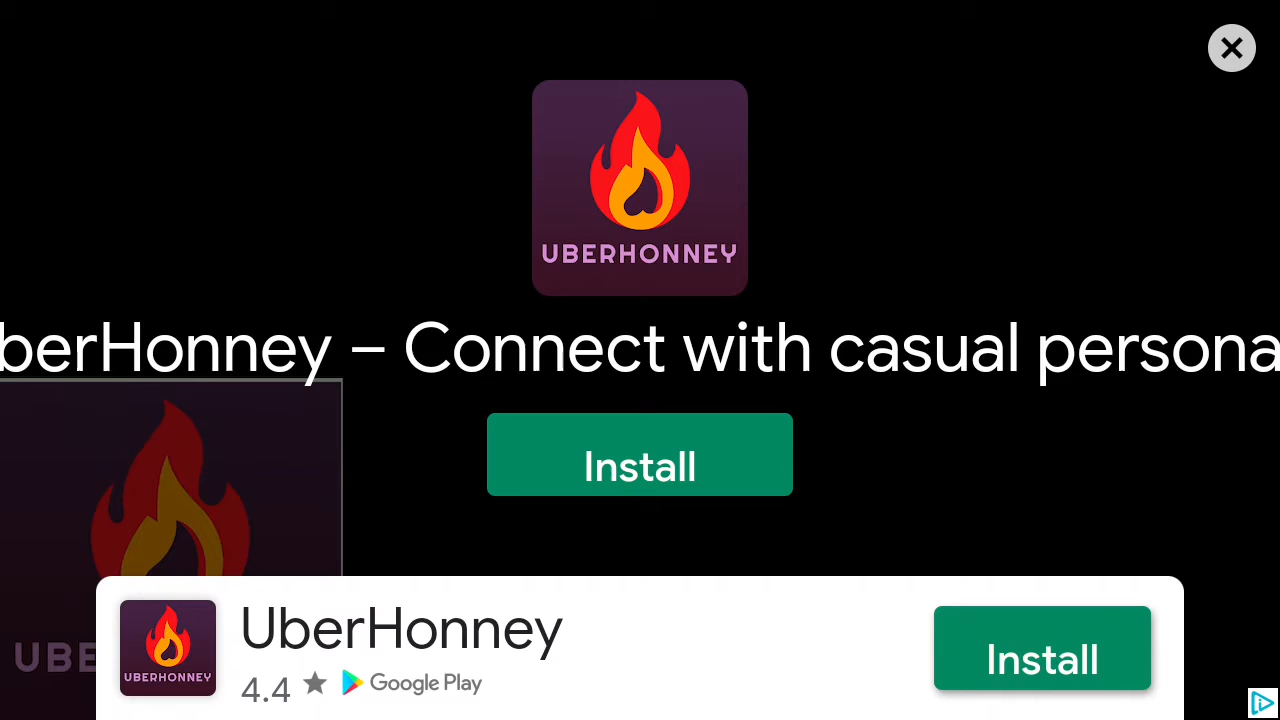 UBERHONNEY
berHonney – Connect with casual persona
Install
UBE
UBERHONNEY
UberHonney
4.4 ★ Google Play
Install